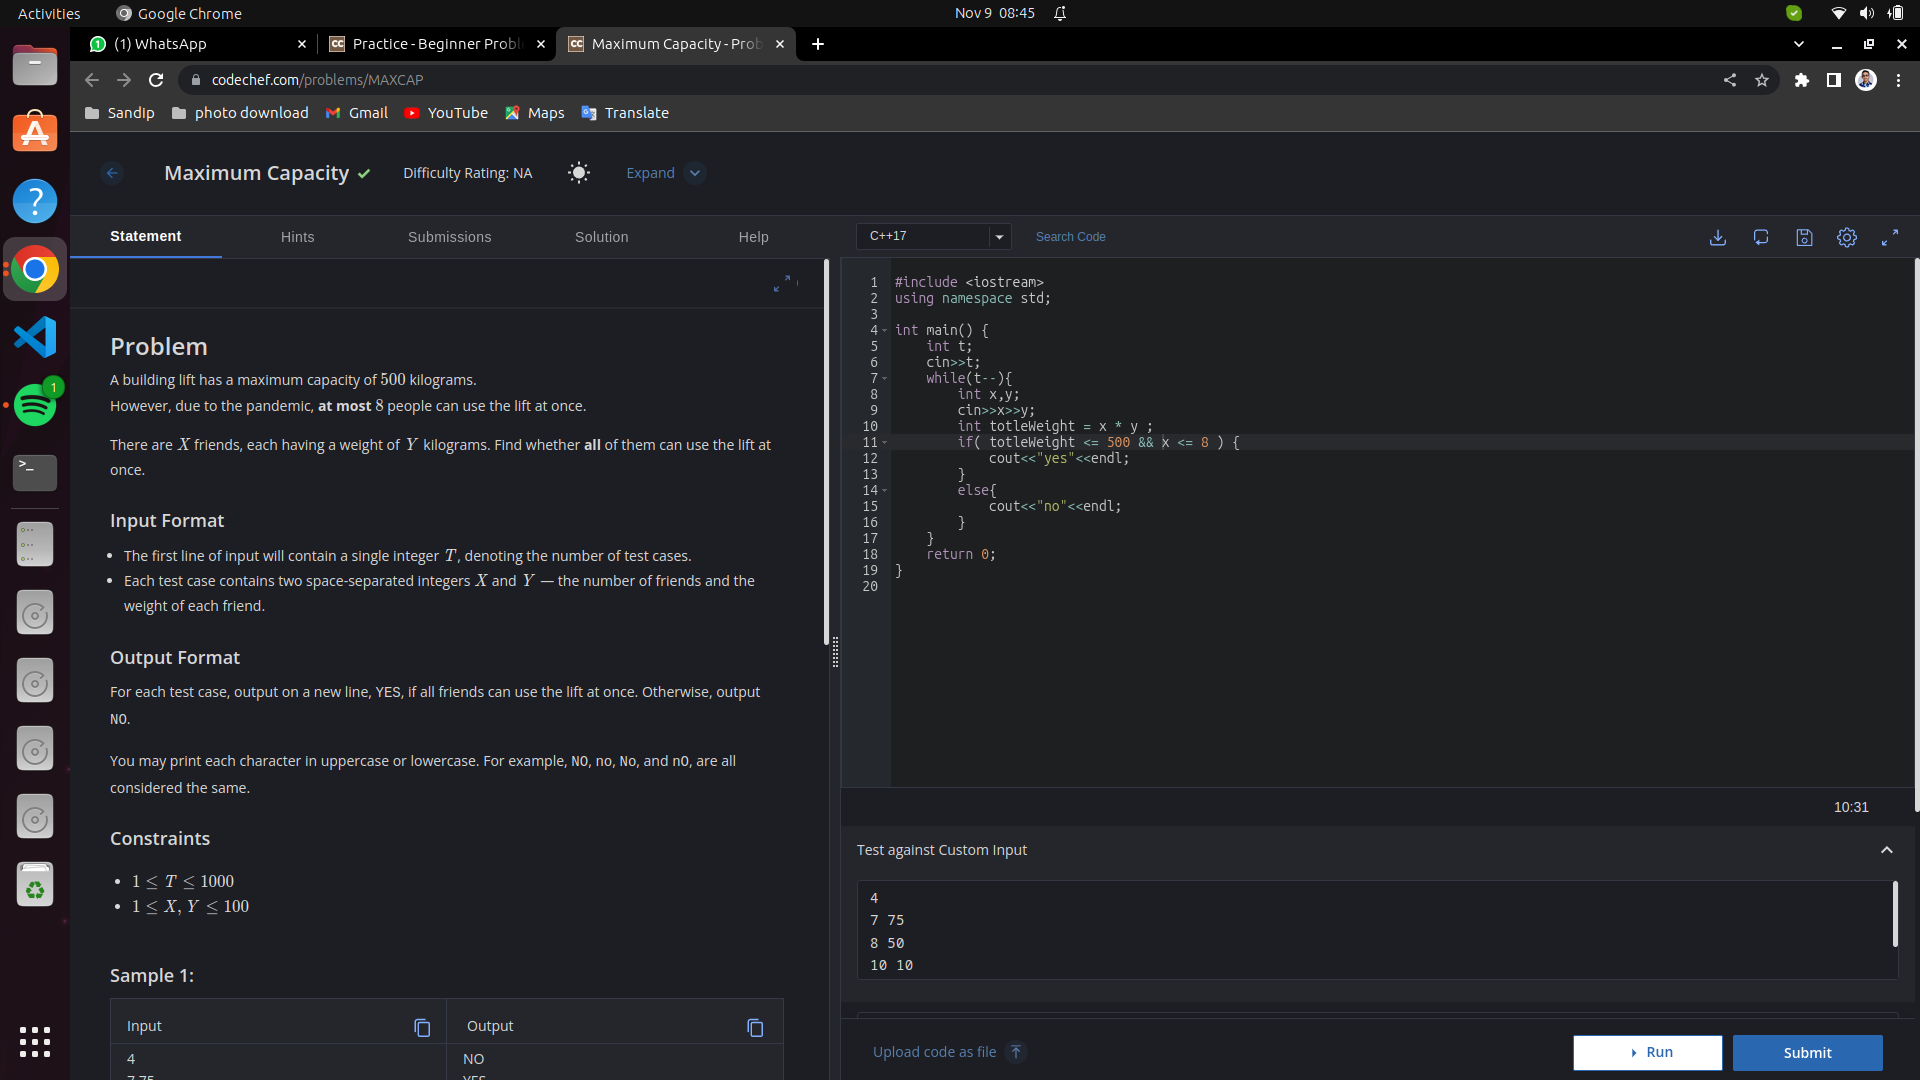 Activities
Google Chrome
Nov 9 08:45
(1) WhatsApp
Practice - Beginner Probl
Maximum Capacity - Prob
codechef.com/problems/MAXCAP
SandIp
photo download
Gmail
YouTube
Maps
Translate
Maximum Capacity
Difficulty Rating: NA
Expand
Statement
Hints
Submissions
Solution
Help
Problem
A building lift has a maximum capacity of 500 kilograms.
However, due to the pandemic, at most 8 people can use the lift at once.
There are X friends, each having a weight of Y kilograms. Find whether all of them can use the lift at
once.
Input Format
• The first line of input will contain a single integer T, denoting the number of test cases.
• Each test case contains two space-separated integers X and Y — the number of friends and the
weight of each friend.
Output Format
For each test case, output on a new line, YES, if all friends can use the lift at once. Otherwise, output
NO.
You may print each character in uppercase or lowercase. For example, NO, no, No, and nO, are all
considered the same.
Constraints
• 1 ≤ T ≤ 1000
• 1 ≤ X, Y ≤ 100
Sample 1:
Input
Output
4
NO
7 75
YES
C++17
Search Code
1 #include <iostream>
2 using namespace std;
3
4 int main() {
5 int t;
6 cin>>t;
7 while(t--){
8 int x,y;
9 cin>>x>>y;
10 int totleWeight = x * y ;
11 if( totleWeight <= 500 && x <= 8 ) {
12 cout<<"yes"<<endl;
13 }
14 else{
15 cout<<"no"<<endl;
16 }
17 }
18 return 0;
19 }
20
10:31
Test against Custom Input
4
7 75
8 50
10 10
Upload code as file
Run
Submit
1